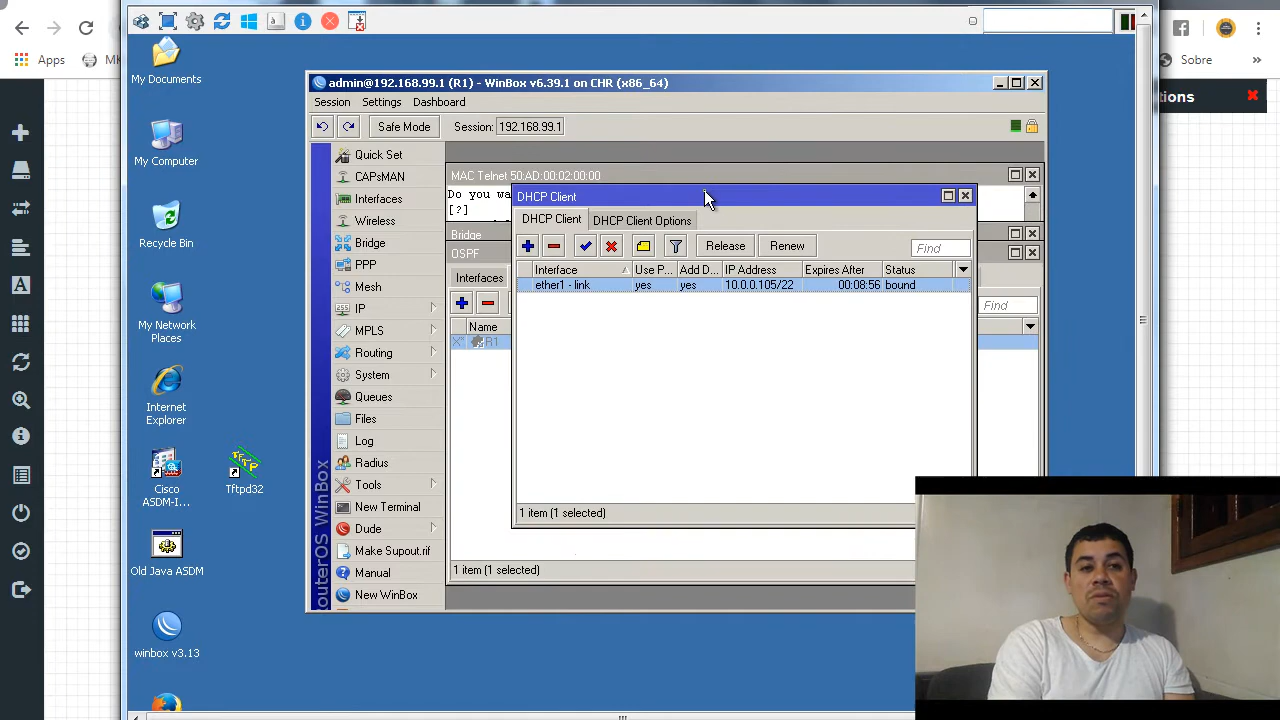 Apps
MK
Sobre
tions
My Documents
My Computer
Recycle Bin
My Network
Places
Internet
Explorer
Cisco
ASDM-I...
Tftpd32
Old Java ASDM
winbox v3.13
admin@192.168.99.1 (R1) - WinBox v6.39.1 on CHR (x86_64)
Session Settings Dashboard
Safe Mode Session: 192.168.99.1
Quick Set
CAPsMAN
Interfaces
Wireless
Bridge
PPP
Mesh
IP
MPLS
Routing
System
Queues
Files
Log
Radius
Tools
New Terminal
Dude
Make Supout.rif
Manual
New WinBox
outerOS WinBox
MAC Telnet 50:AD:00:02:00:00
Do you wa
[?]
Bridge
OSPF
Interfaces
Find
Name
X* R1
1 item (1 selected)
DHCP Client
DHCP Client DHCP Client Options
Release Renew Find
Interface Use P... Add D... IP Address Expires After Status
ether1 - link yes yes 10.0.0.105/22 00:08:56 bound
1 item (1 selected)